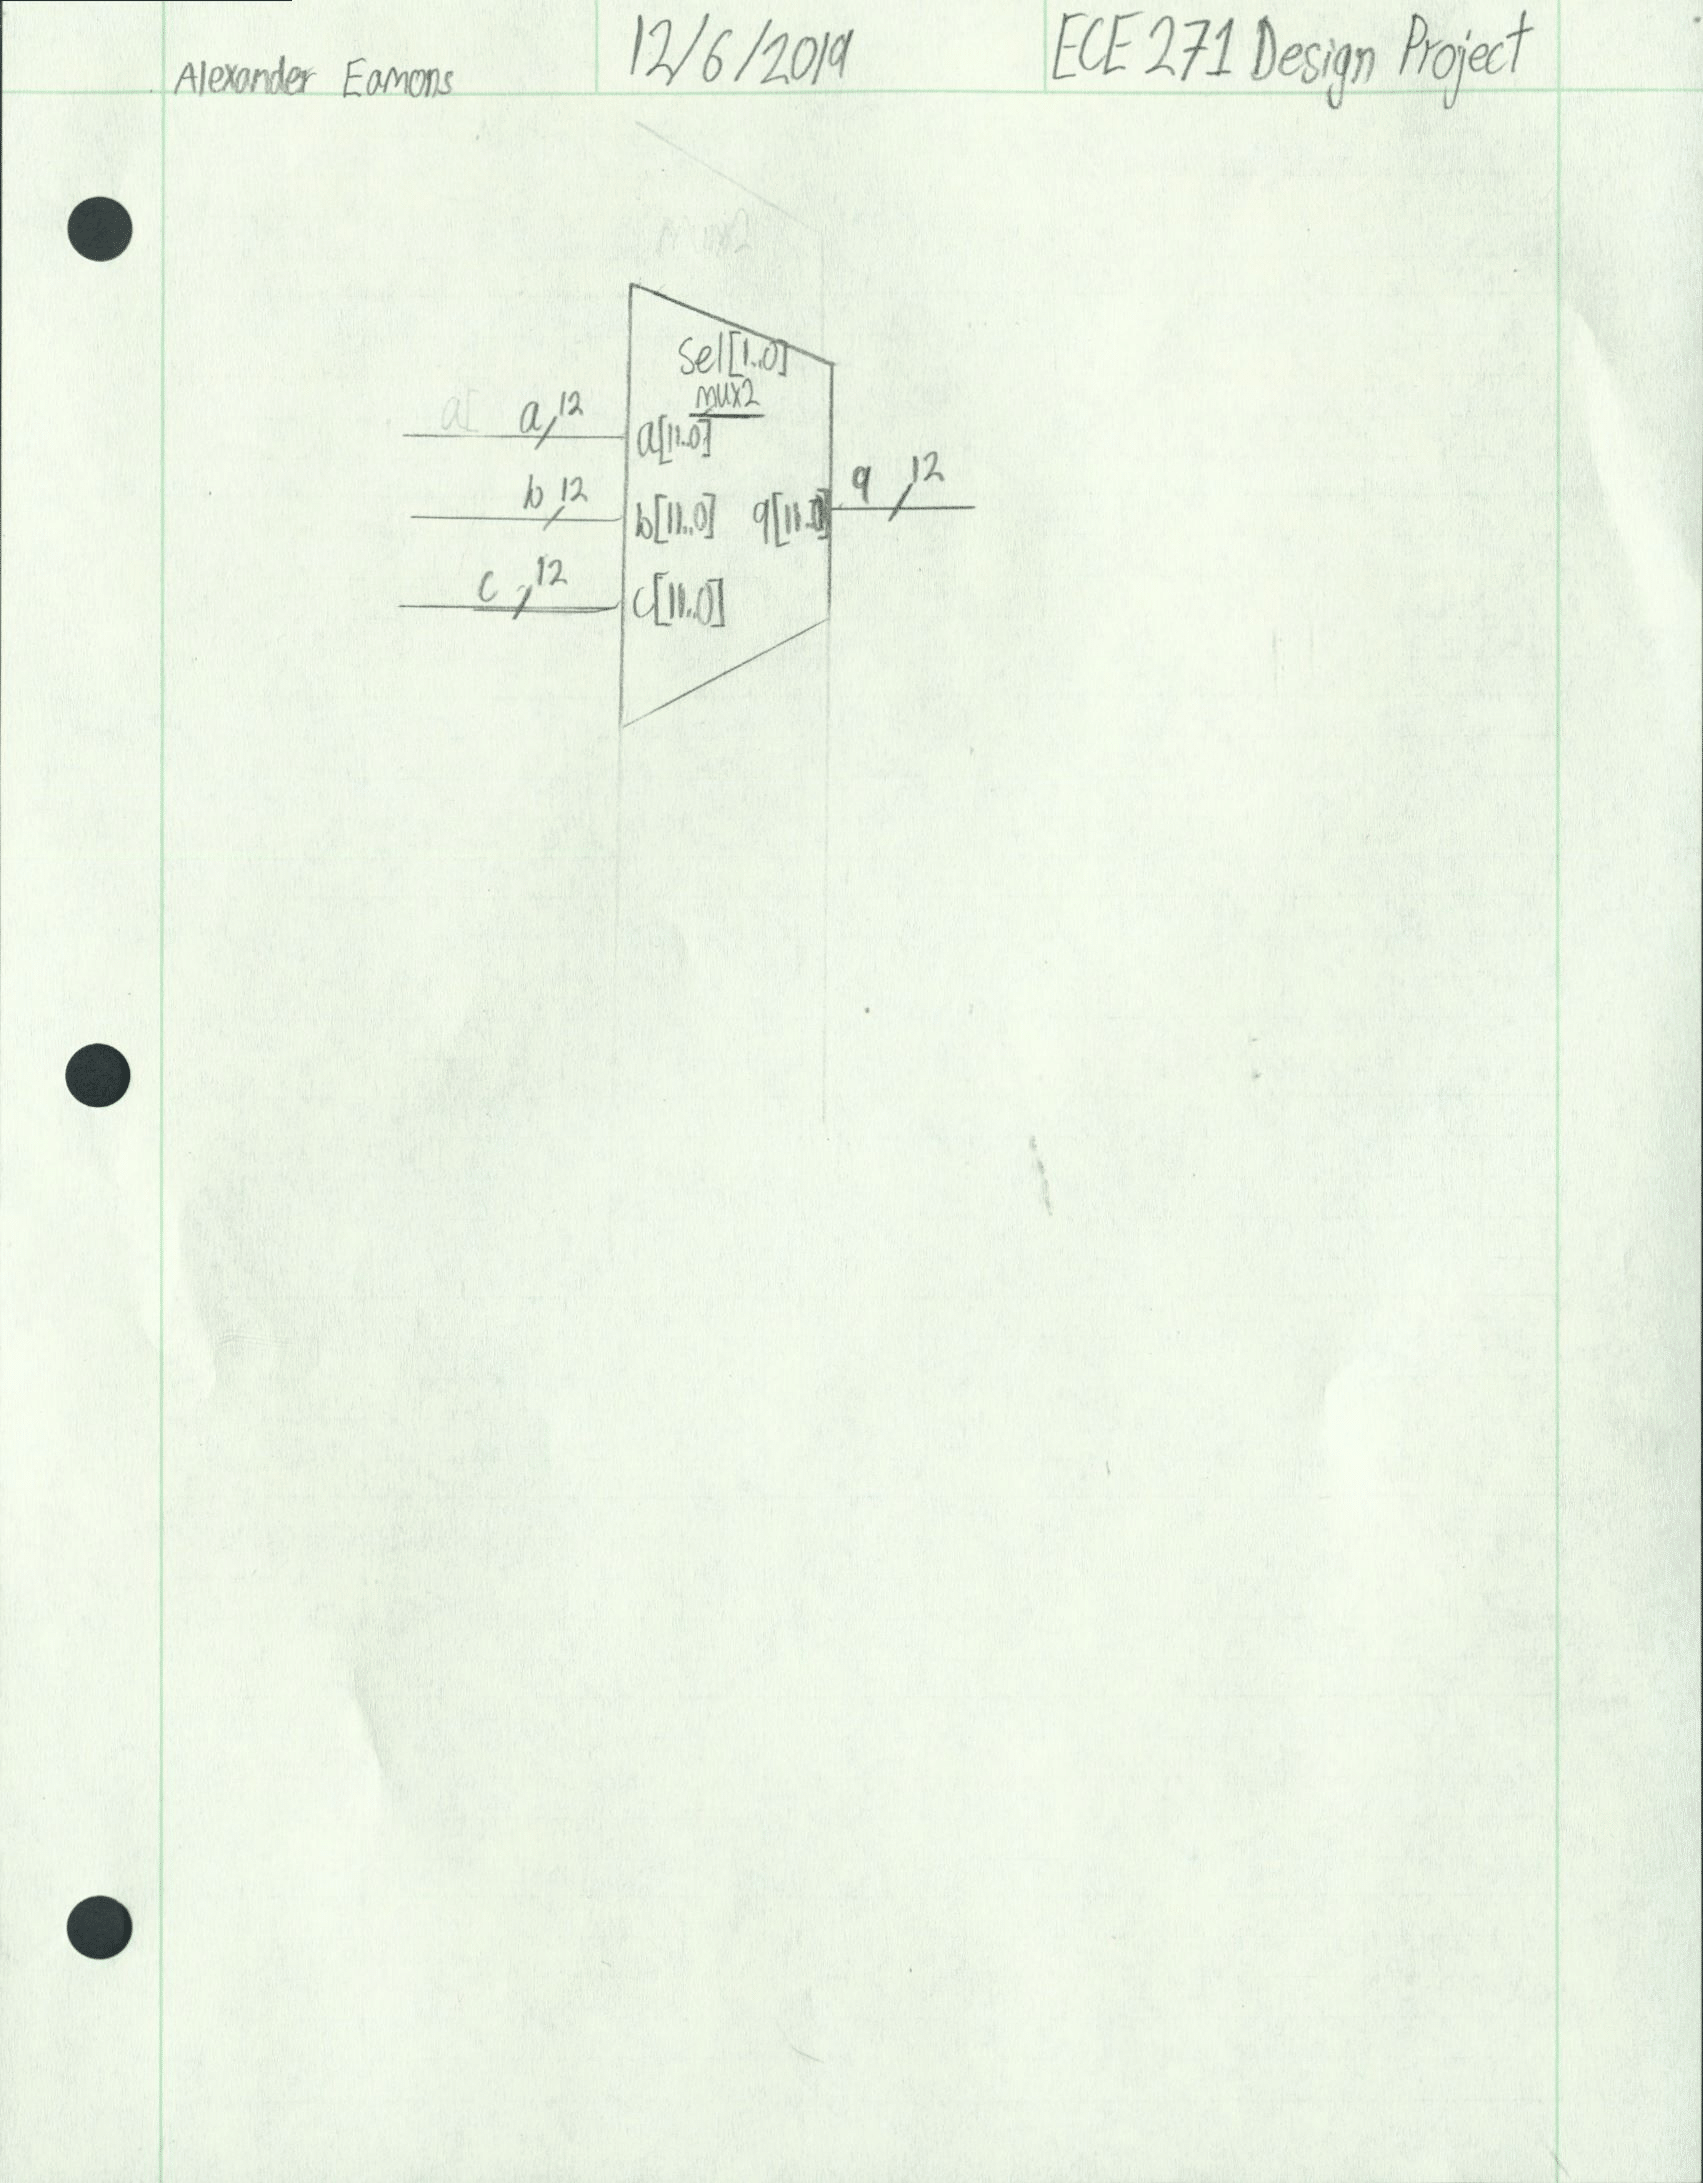 Alexander Eamons 12/6/2019 ECE 271 Design Project
mux2
Sel[1..0]
mux2
a[ a 12
a[11..0]
b 12
b[11..0]
q[11..0]
q 12
c 12
c[11..0]